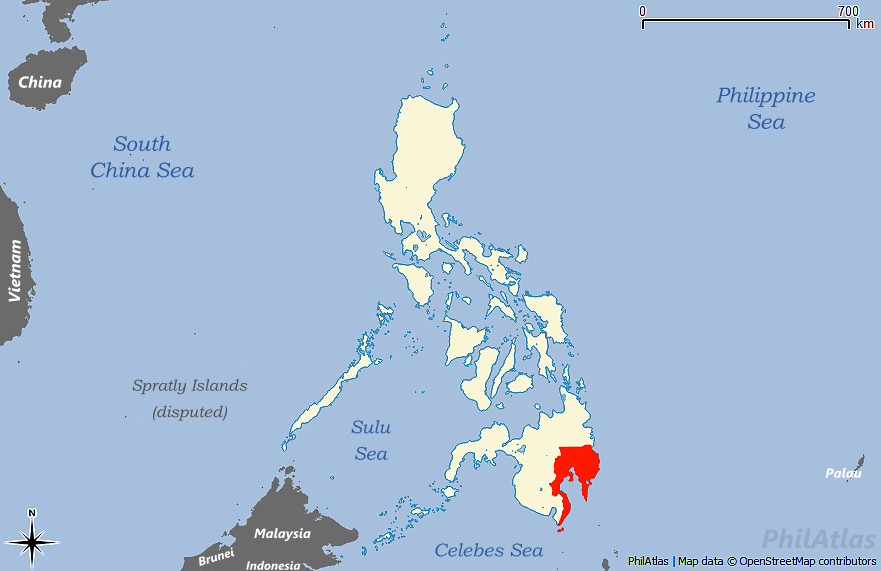 0 700
km
China
Philippine
Sea
South
China Sea
Vietnam
Spratly Islands
(disputed)
Sulu
Sea
Palau
N
Malaysia
Brunei
Indonesia
Celebes Sea
PhilAtlas
PhilAtlas | Map data © OpenStreetMap contributors